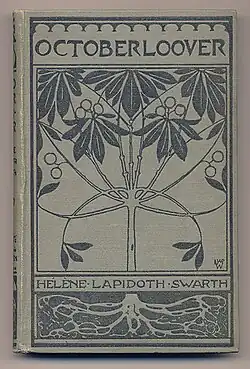 OCTOBERLOOVER
HÉLÈNE · LAPIDOTH · SWARTH